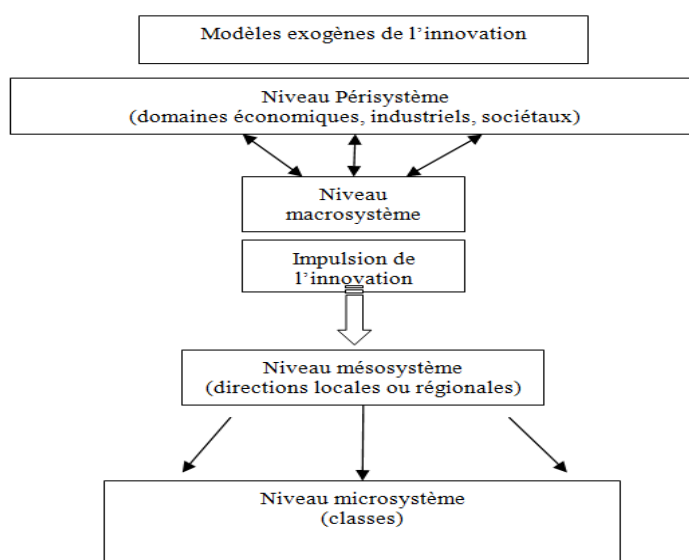 Modèles exogènes de l’innovation
Niveau Périsystème
(domaines économiques, industriels, sociétaux)
Niveau
macrosystème
Impulsion de
l’innovation
Niveau mésosystème
(directions locales ou régionales)
Niveau microsystème
(classes)